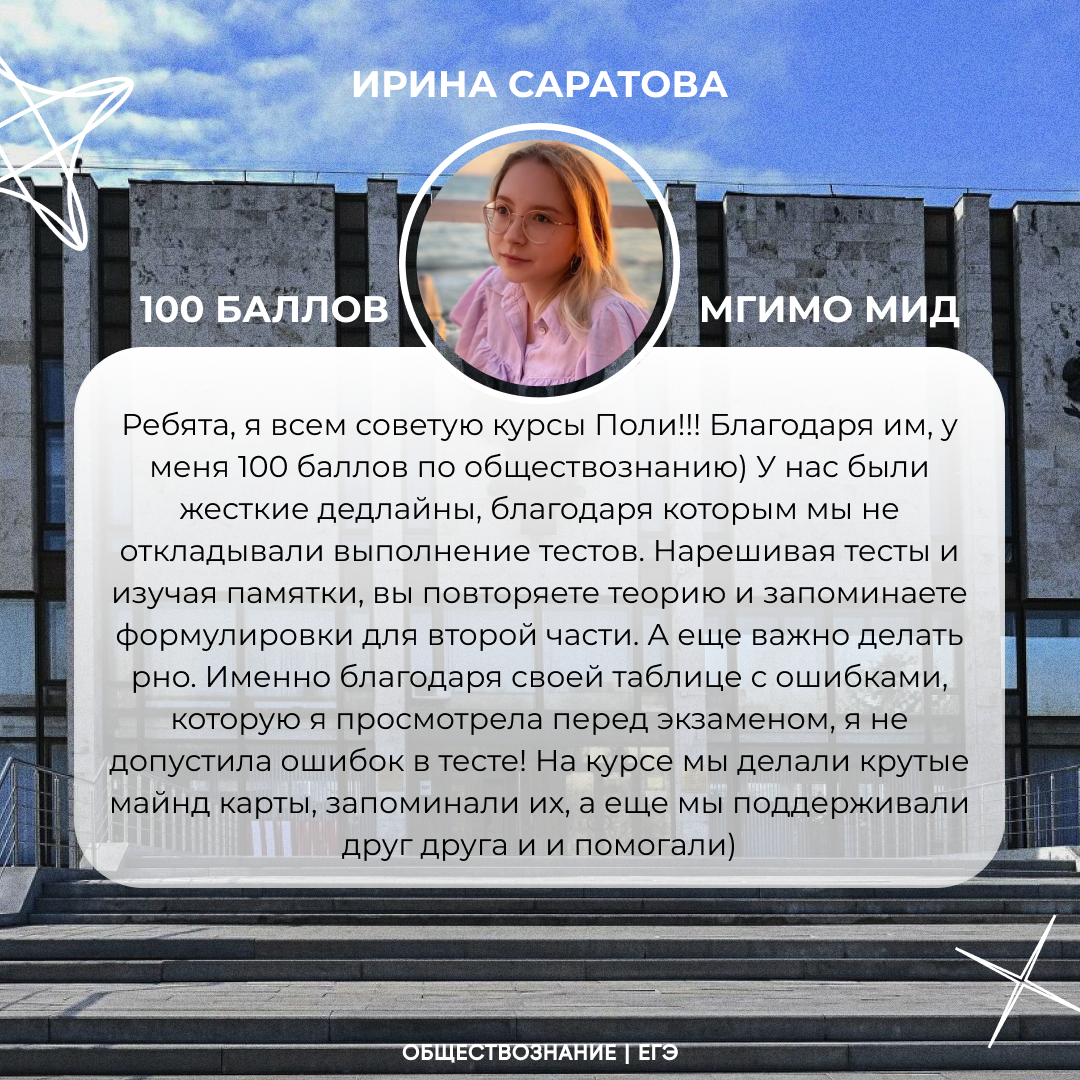 ИРИНА САРАТОВА
100 БАЛЛОВ
МГИМО МИД
Ребята, я всем советую курсы Поли!!! Благодаря им, у
меня 100 баллов по обществознанию) У нас были
жесткие дедлайны, благодаря которым мы не
откладывали выполнение тестов. Нарешивая тесты и
изучая памятки, вы повторяете теорию и запоминаете
формулировки для второй части. А еще важно делать
рно. Именно благодаря своей таблице с ошибками,
которую я просмотрела перед экзаменом, я не
допустила ошибок в тесте! На курсе мы делали крутые
майнд карты, запоминали их, а еще мы поддерживали
друг друга и и помогали)
ОБЩЕСТВОЗНАНИЕ | ЕГЭ